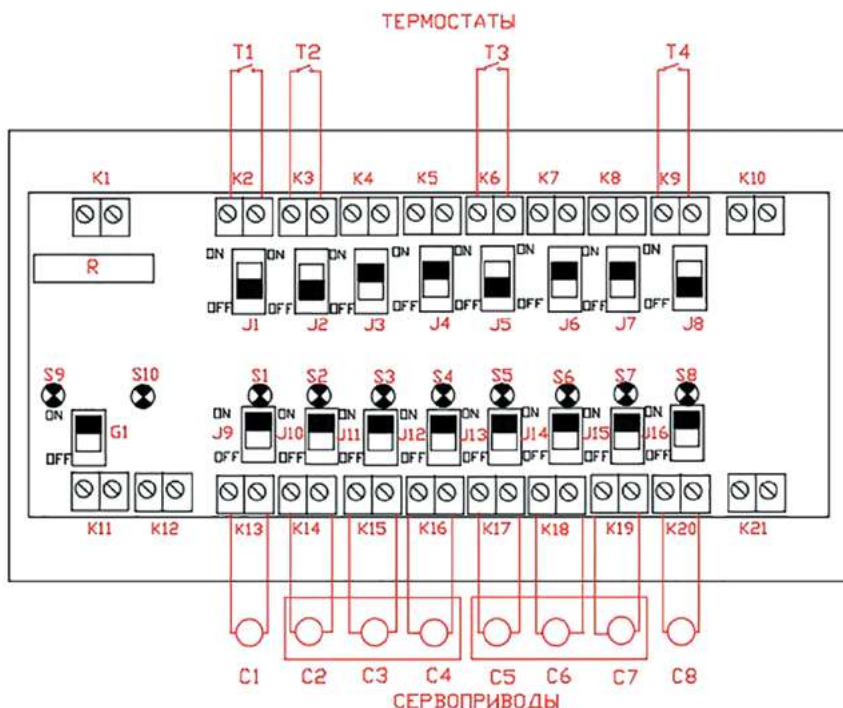 ТЕРМОСТАТЫ
T1 T2 T3 T4
K1 K2 K3 K4 K5 K6 K7 K8 K9 K10
ON ON ON ON ON ON ON ON
R
OFF OFF OFF OFF OFF OFF OFF OFF
J1 J2 J3 J4 J5 J6 J7 J8
S9 S10 S1 S2 S3 S4 S5 S6 S7 S8
ON ON ON ON ON ON ON ON ON
G1 J9 J10 J11 J12 J13 J14 J15 J16
OFF OFF OFF OFF OFF OFF OFF OFF OFF
K11 K12 K13 K14 K15 K16 K17 K18 K19 K20 K21
C1 C2 C3 C4 C5 C6 C7 C8
СЕРВОПРИВОДЫ